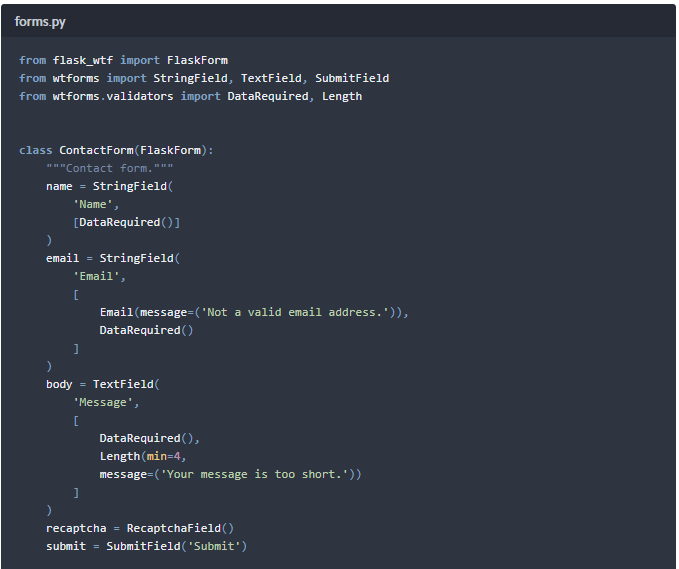 forms.py
from flask_wtf import FlaskForm
from wtforms import StringField, TextField, SubmitField
from wtforms.validators import DataRequired, Length
class ContactForm(FlaskForm):
    """Contact form."""
    name = StringField(
        'Name',
        [DataRequired()]
    )
    email = StringField(
        'Email',
        [
            Email(message=('Not a valid email address.')),
            DataRequired()
        ]
    )
    body = TextField(
        'Message',
        [
            DataRequired(),
            Length(min=4,
            message=('Your message is too short.'))
        ]
    )
    recaptcha = RecaptchaField()
    submit = SubmitField('Submit')